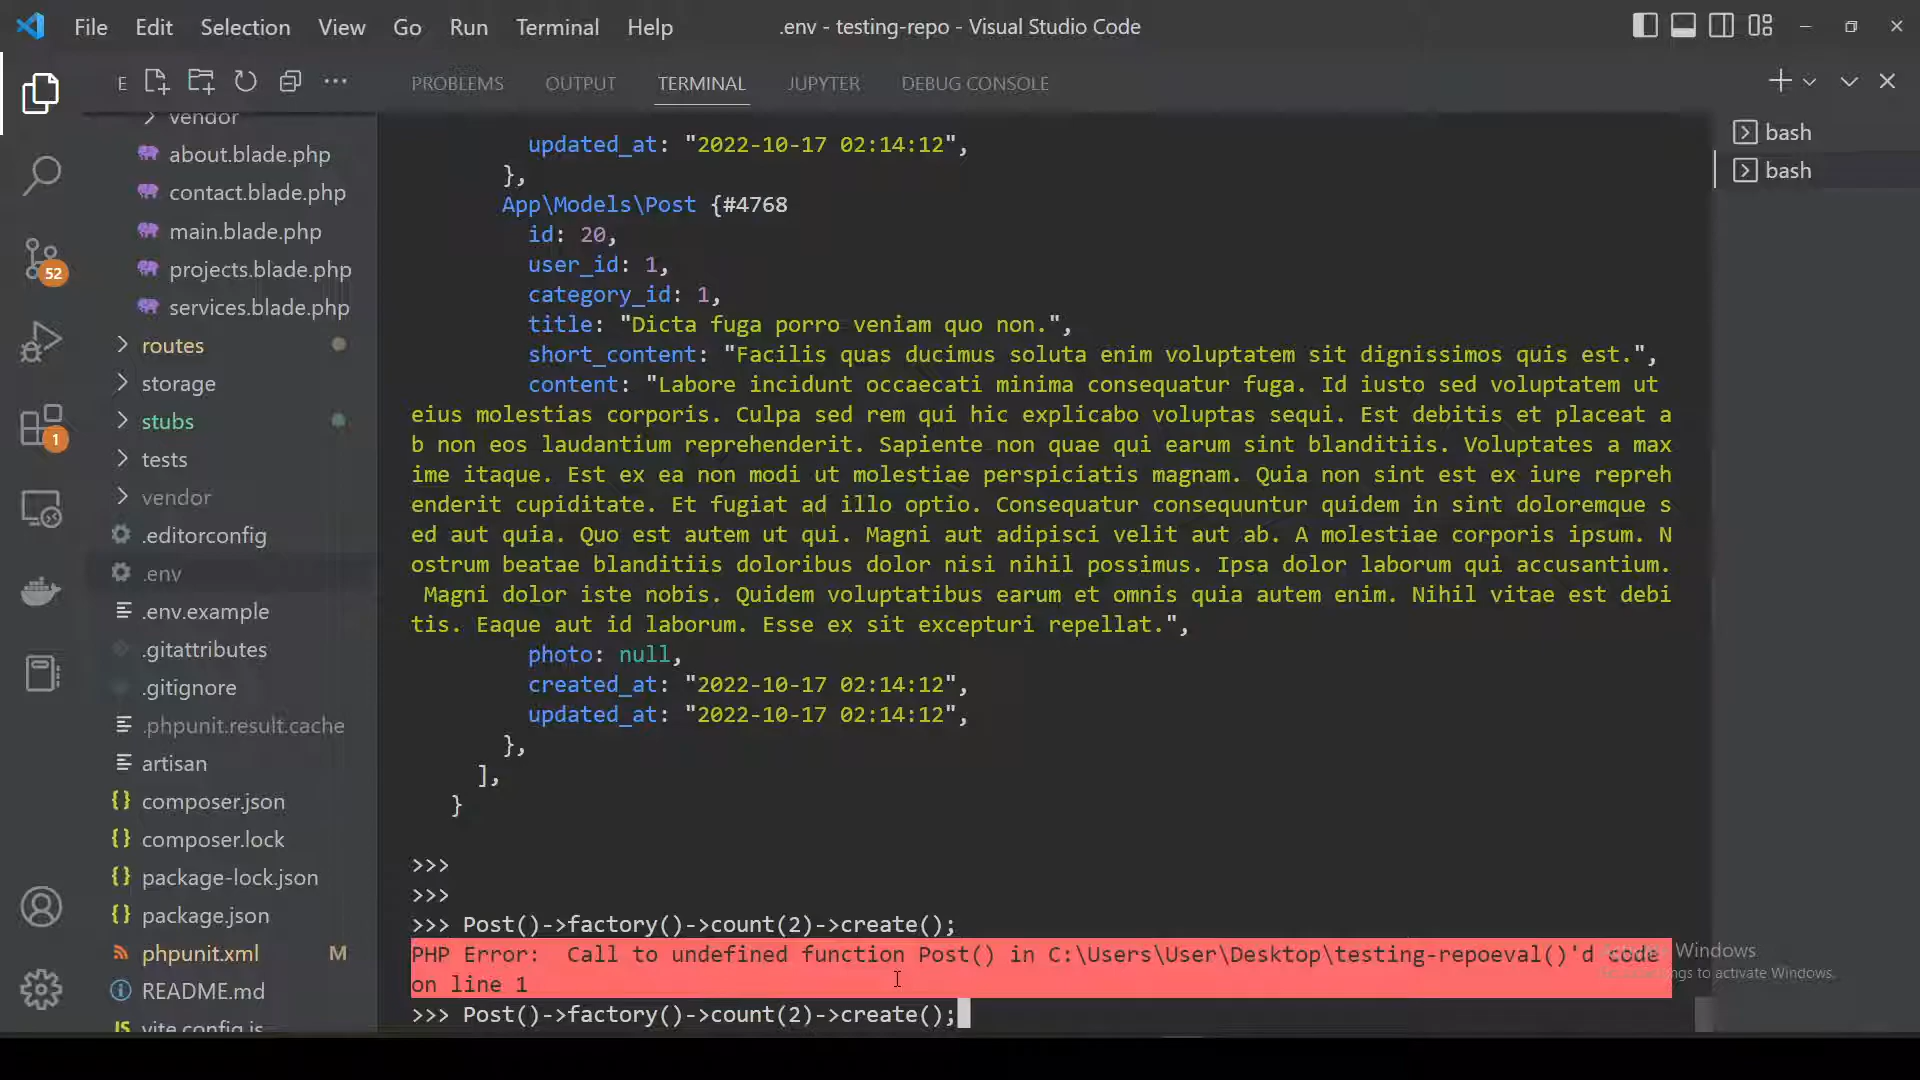 File Edit Selection View Go Run Terminal Help .env - testing-repo - Visual Studio Code
E
PROBLEMS OUTPUT TERMINAL JUPYTER DEBUG CONSOLE
vendor
about.blade.php
contact.blade.php
main.blade.php
projects.blade.php
services.blade.php
routes
storage
stubs
tests
vendor
.editorconfig
.env
.env.example
.gitattributes
.gitignore
.phpunit.result.cache
artisan
composer.json
composer.lock
package-lock.json
package.json
phpunit.xml M
README.md
vite.config.js
52
1
updated_at: "2022-10-17 02:14:12",
},
App\Models\Post {#4768
id: 20,
user_id: 1,
category_id: 1,
title: "Dicta fuga porro veniam quo non.",
short_content: "Facilis quas ducimus soluta enim voluptatem sit dignissimos quis est.",
content: "Labore incidunt occaecati minima consequatur fuga. Id iusto sed voluptatem ut
eius molestias corporis. Culpa sed rem qui hic explicabo voluptas sequi. Est debitis et placeat a
b non eos laudantium reprehenderit. Sapiente non quae qui earum sint blanditiis. Voluptates a max
ime itaque. Est ex ea non modi ut molestiae perspiciatis magnam. Quia non sint est ex iure repreh
enderit cupiditate. Et fugiat ad illo optio. Consequatur consequuntur quidem in sint doloremque s
ed aut quia. Quo est autem ut qui. Magni aut adipisci velit aut ab. A molestiae corporis ipsum. N
ostrum beatae blanditiis doloribus dolor nisi nihil possimus. Ipsa dolor laborum qui accusantium.
Magni dolor iste nobis. Quidem voluptatibus earum et omnis quia autem enim. Nihil vitae est debi
tis. Eaque aut id laborum. Esse ex sit excepturi repellat.",
photo: null,
created_at: "2022-10-17 02:14:12",
updated_at: "2022-10-17 02:14:12",
},
],
}
>>>
>>>
>>> Post()->factory()->count(2)->create();
PHP Error:  Call to undefined function Post() in C:\Users\User\Desktop\testing-repoeval()'d code
on line 1
>>> Post()->factory()->count(2)->create();
bash
bash
Windows
to activate Windows.